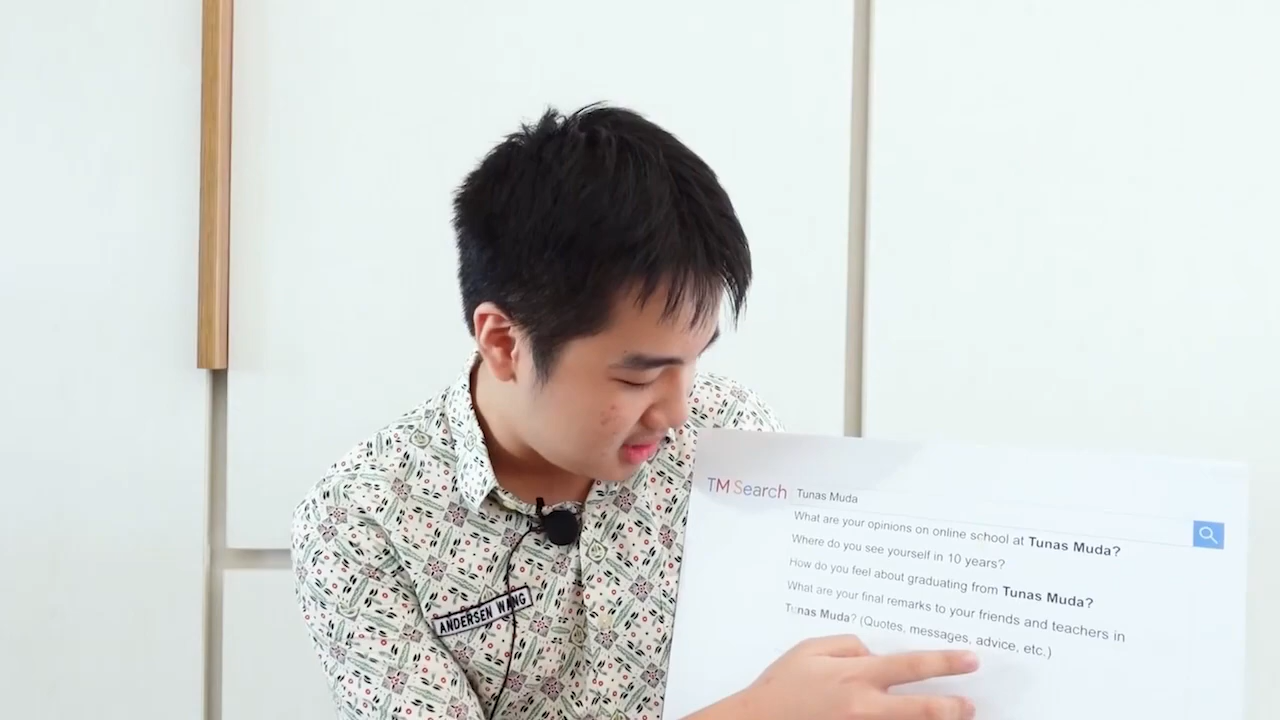 TM Search Tunas Muda
What are your opinions on online school at Tunas Muda?
Where do you see yourself in 10 years?
How do you feel about graduating from Tunas Muda?
What are your final remarks to your friends and teachers in
Tunas Muda? (Quotes, messages, advice, etc.)
ANDERSEN WANG